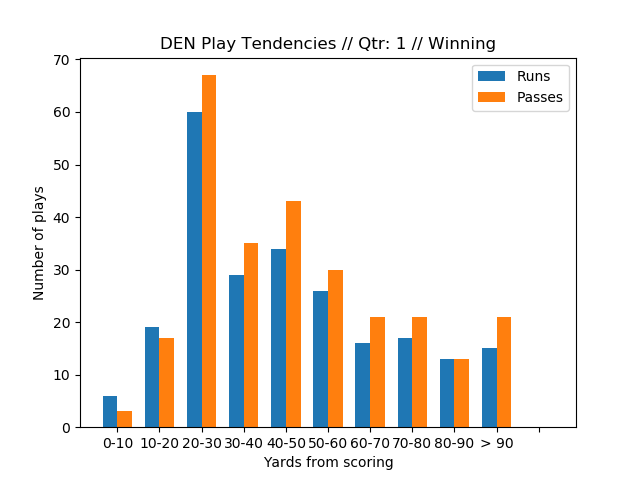 DEN Play Tendencies // Qtr: 1 // Winning
Runs
Passes
70
60
50
40
30
20
10
0
Number of plays
0-10 10-20 20-30 30-40 40-50 50-60 60-70 70-80 80-90 > 90
Yards from scoring